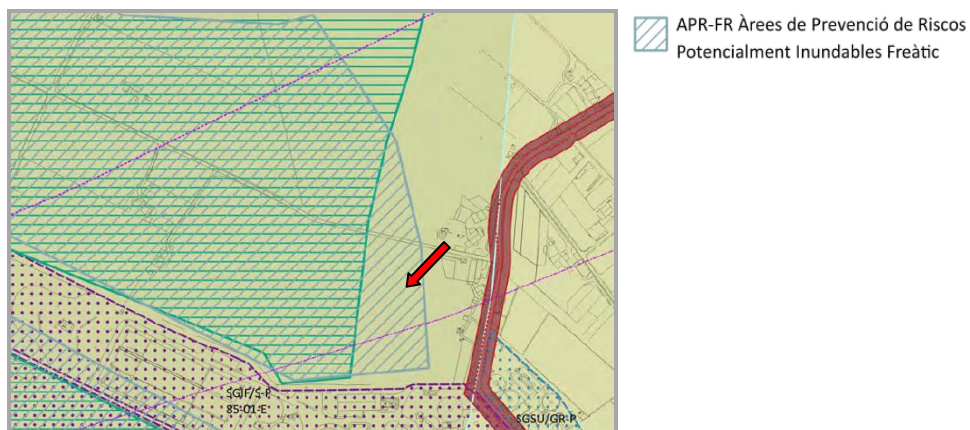 APR-FR Àrees de Prevenció de Riscos
Potencialment Inundables Freàtic
SGIF/S-P
85-01-E
SGSU/GR-P